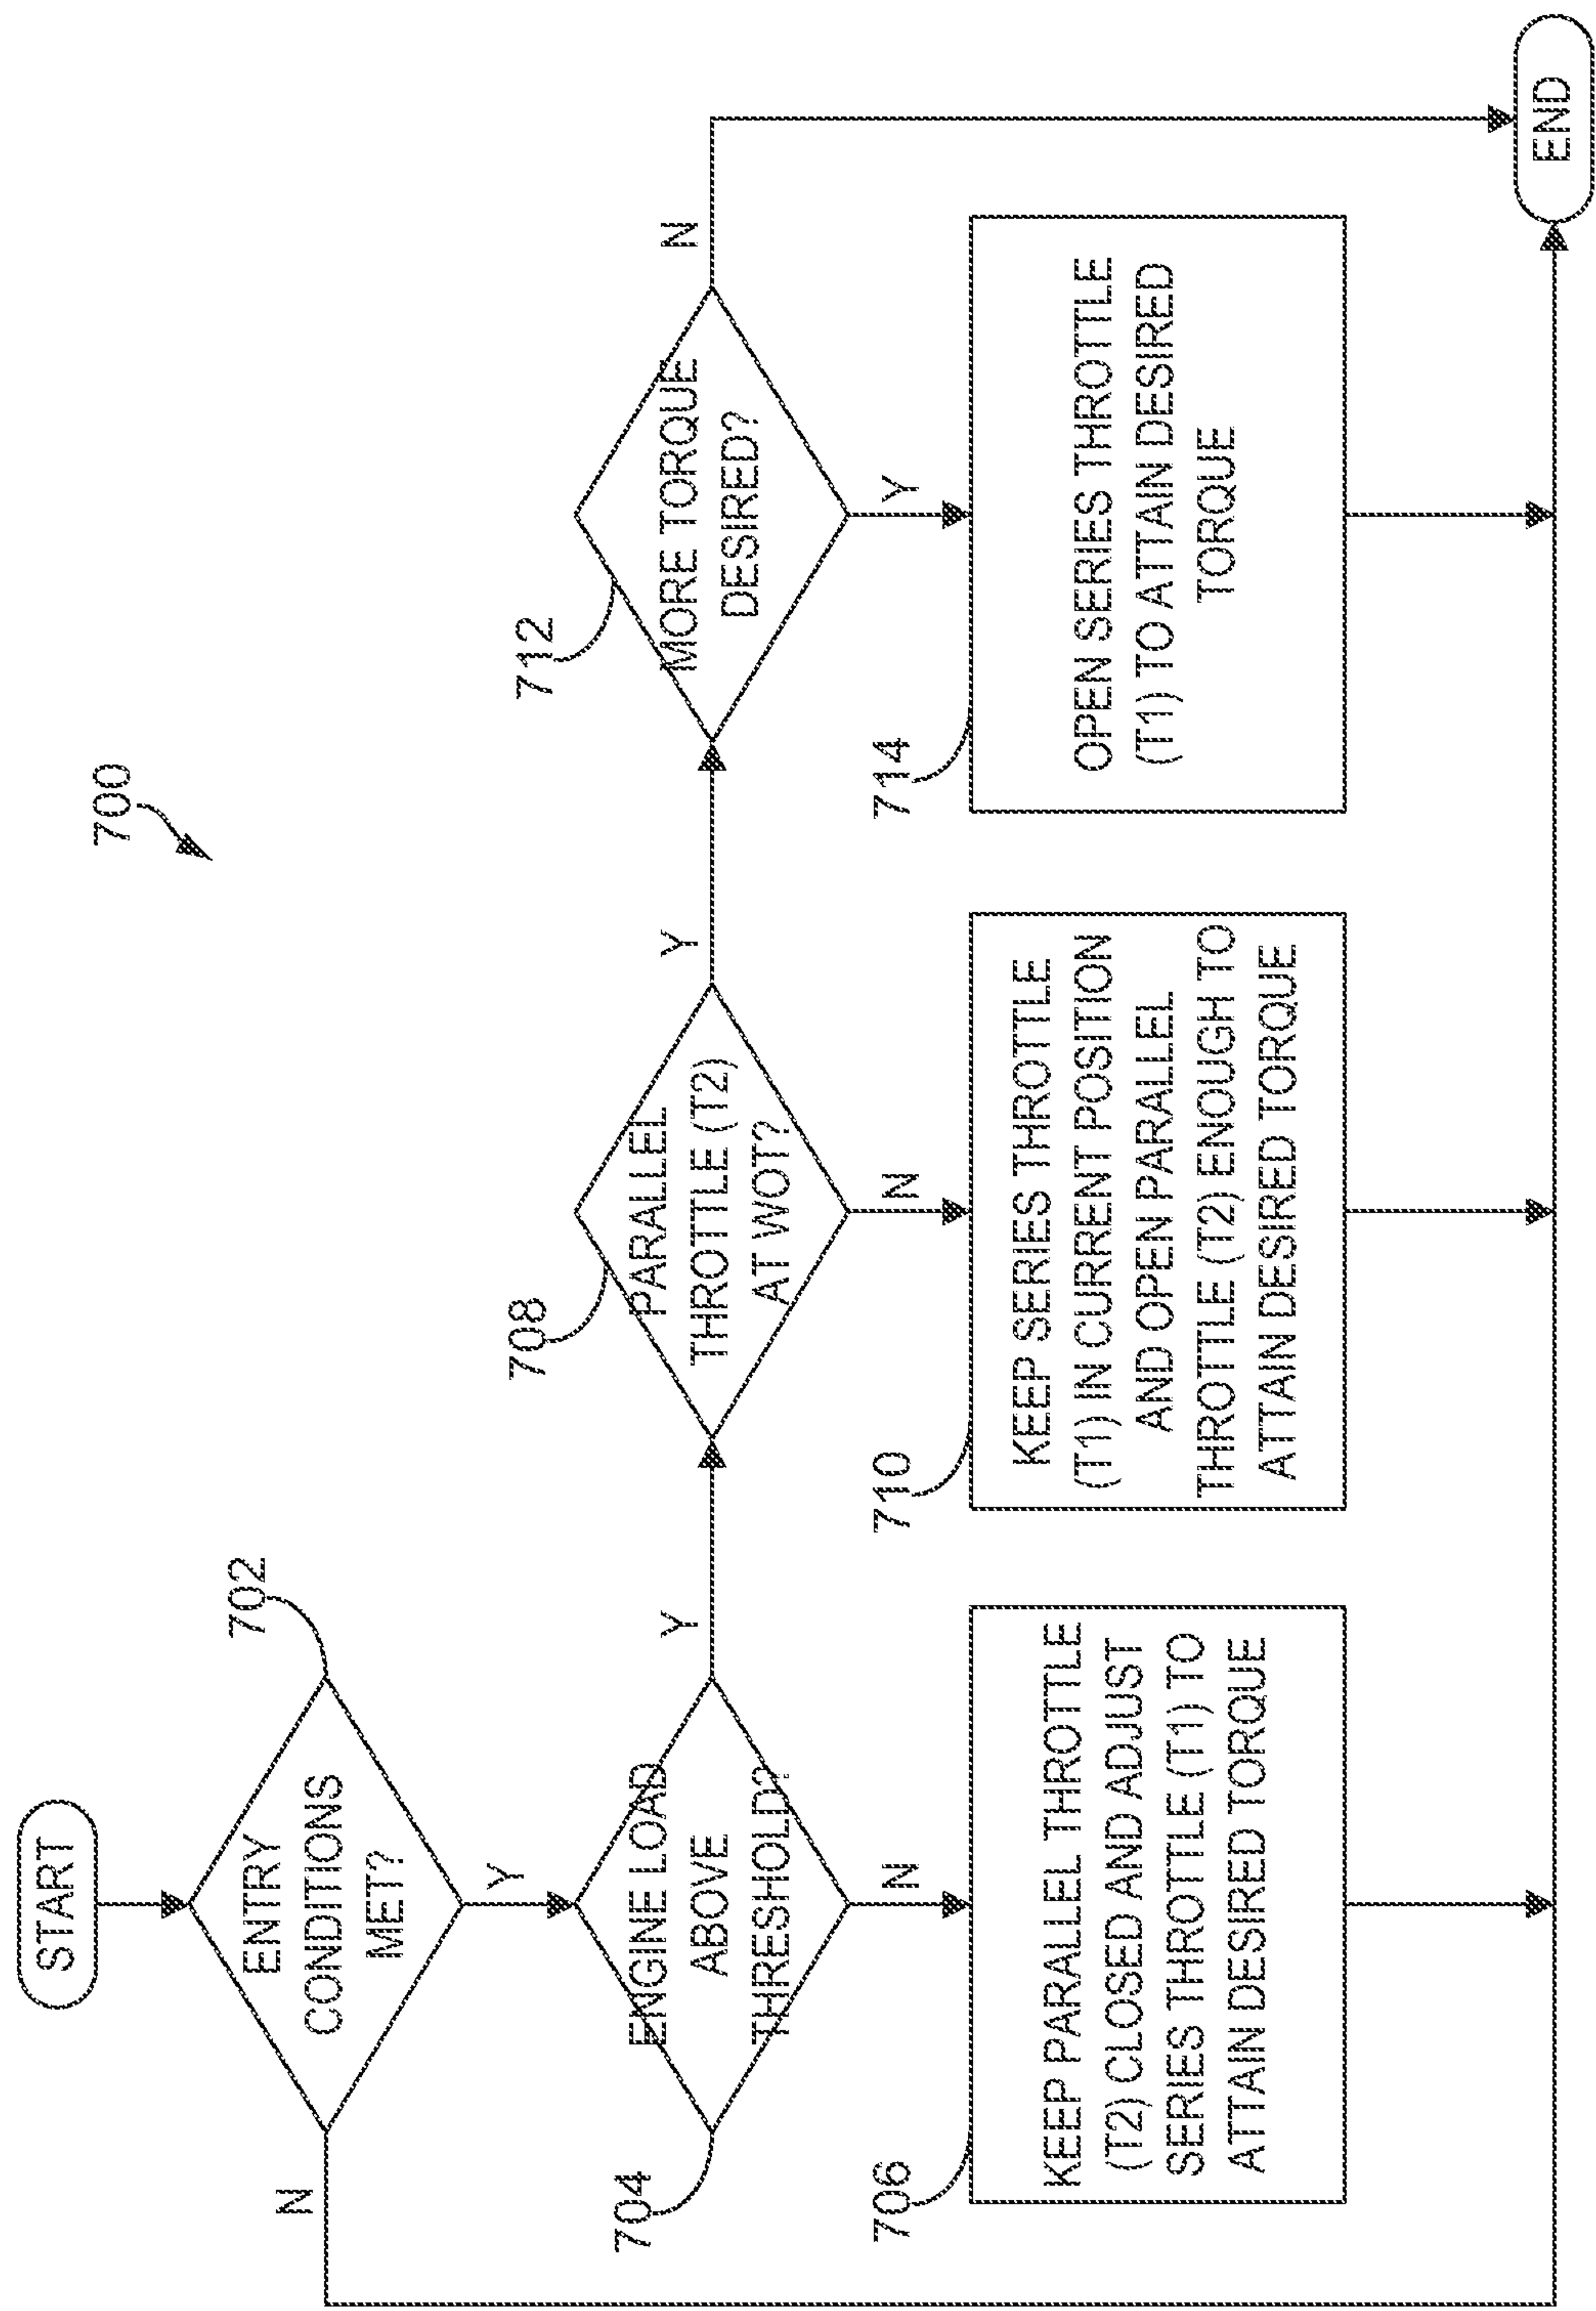 700
START
702
ENTRY
CONDITIONS
MET?
N
Y
704
ENGINE LOAD
ABOVE
THRESHOLD?
Y
N
706
KEEP PARALLEL THROTTLE
(T2) CLOSED AND ADJUST
SERIES THROTTLE (T1) TO
ATTAIN DESIRED TORQUE
708
PARALLEL
THROTTLE (T2)
AT WOT?
Y
N
710
KEEP SERIES THROTTLE
(T1) IN CURRENT POSITION
AND OPEN PARALLEL
THROTTLE (T2) ENOUGH TO
ATTAIN DESIRED TORQUE
712
MORE TORQUE
DESIRED?
N
Y
714
OPEN SERIES THROTTLE
(T1) TO ATTAIN DESIRED
TORQUE
END